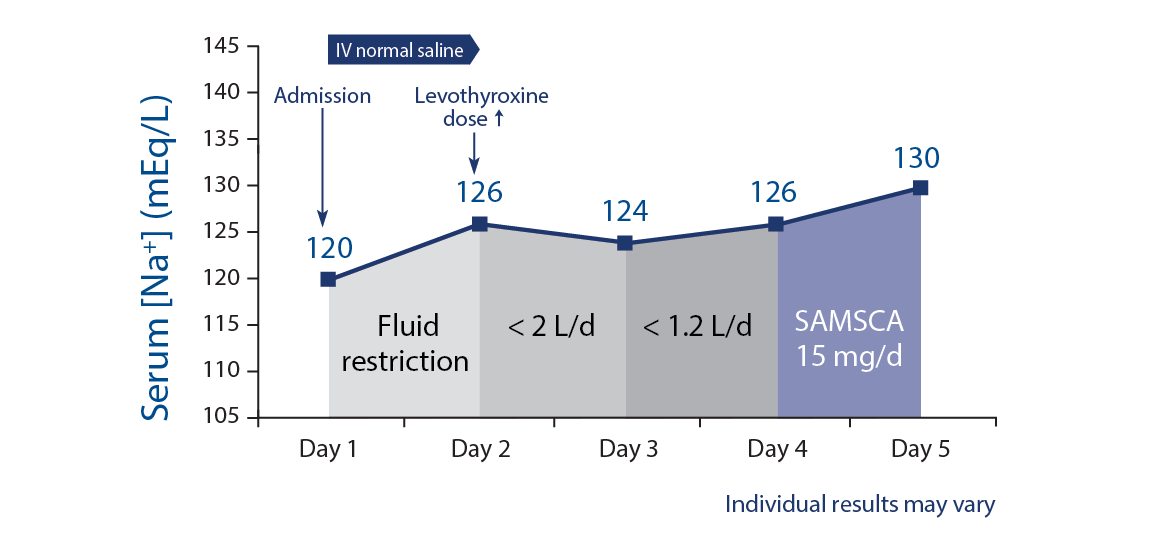 Serum [Na+] (mEq/L)
145
140
135
130
125
120
115
110
105
IV normal saline
Admission
Levothyroxine
dose ↑
120
126
124
126
130
Fluid
restriction
< 2 L/d
< 1.2 L/d
SAMSCA
15 mg/d
Day 1
Day 2
Day 3
Day 4
Day 5
Individual results may vary